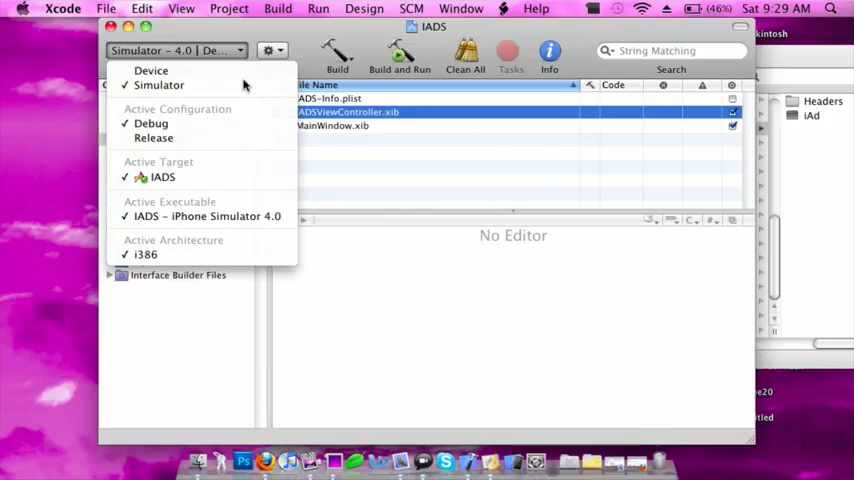 Xcode File Edit View Project Build Run Design SCM Window Help (46%) Sat 9:29 AM
IADS
Simulator - 4.0 | De...
Build
Build and Run
Clean All
Tasks
Info
String Matching
Search
Device
✓ Simulator
Active Configuration
✓ Debug
Release
Active Target
✓ IADS
Active Executable
✓ IADS - iPhone Simulator 4.0
Active Architecture
✓ i386
Interface Builder Files
File Name
Code
IADS-Info.plist
IADSViewController.xib
MainWindow.xib
No Editor
Headers
iAd
Ps